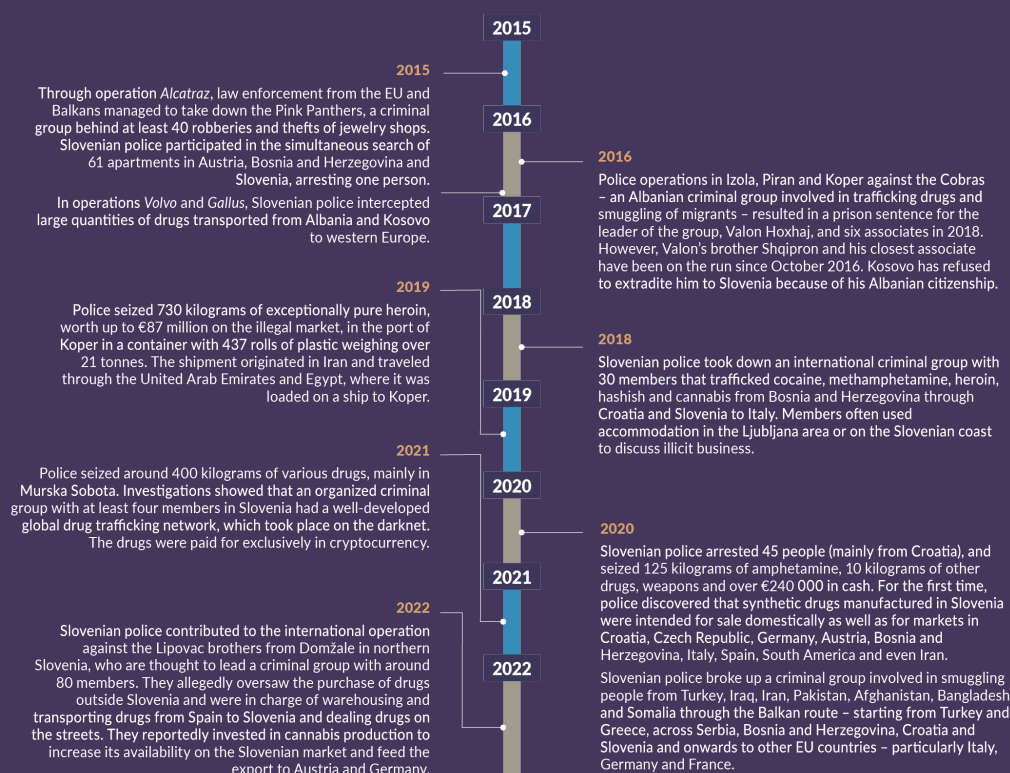 2015
2015
Through operation Alcatraz, law enforcement from the EU and
Balkans managed to take down the Pink Panthers, a criminal
group behind at least 40 robberies and thefts of jewelry shops.
Slovenian police participated in the simultaneous search of
61 apartments in Austria, Bosnia and Herzegovina and
Slovenia, arresting one person.
2016
2016
Police operations in Izola, Piran and Koper against the Cobras
– an Albanian criminal group involved in trafficking drugs and
smuggling of migrants – resulted in a prison sentence for the
leader of the group, Valon Hoxhaj, and six associates in 2018.
However, Valon's brother Shqipron and his closest associate
have been on the run since October 2016. Kosovo has refused
to extradite him to Slovenia because of his Albanian citizenship.
In operations Volvo and Gallus, Slovenian police intercepted
large quantities of drugs transported from Albania and Kosovo
to western Europe.
2017
2018
2018
Slovenian police took down an international criminal group with
30 members that trafficked cocaine, methamphetamine, heroin,
hashish and cannabis from Bosnia and Herzegovina through
Croatia and Slovenia to Italy. Members often used
accommodation in the Ljubljana area or on the Slovenian coast
to discuss illicit business.
2019
Police seized 730 kilograms of exceptionally pure heroin,
worth up to €87 million on the illegal market, in the port of
Koper in a container with 437 rolls of plastic weighing over
21 tonnes. The shipment originated in Iran and traveled
through the United Arab Emirates and Egypt, where it was
loaded on a ship to Koper.
2019
2020
2020
Slovenian police arrested 45 people (mainly from Croatia), and
seized 125 kilograms of amphetamine, 10 kilograms of other
drugs, weapons and over €240 000 in cash. For the first time,
police discovered that synthetic drugs manufactured in Slovenia
were intended for sale domestically as well as for markets in
Croatia, Czech Republic, Germany, Austria, Bosnia and
Herzegovina, Italy, Spain, South America and even Iran.
Slovenian police broke up a criminal group involved in smuggling
people from Turkey, Iraq, Iran, Pakistan, Afghanistan, Bangladesh
and Somalia through the Balkan route – starting from Turkey and
Greece, across Serbia, Bosnia and Herzegovina, Croatia and
Slovenia and onwards to other EU countries – particularly Italy,
Germany and France.
2021
Police seized around 400 kilograms of various drugs, mainly in
Murska Sobota. Investigations showed that an organized criminal
group with at least four members in Slovenia had a well-developed
global drug trafficking network, which took place on the darknet.
The drugs were paid for exclusively in cryptocurrency.
2021
2022
Slovenian police contributed to the international operation
against the Lipovac brothers from Domžale in northern
Slovenia, who are thought to lead a criminal group with around
80 members. They allegedly oversaw the purchase of drugs
outside Slovenia and were in charge of warehousing and
transporting drugs from Spain to Slovenia and dealing drugs on
the streets. They reportedly invested in cannabis production to
increase its availability on the Slovenian market and feed the
export to Austria and Germany.
2022